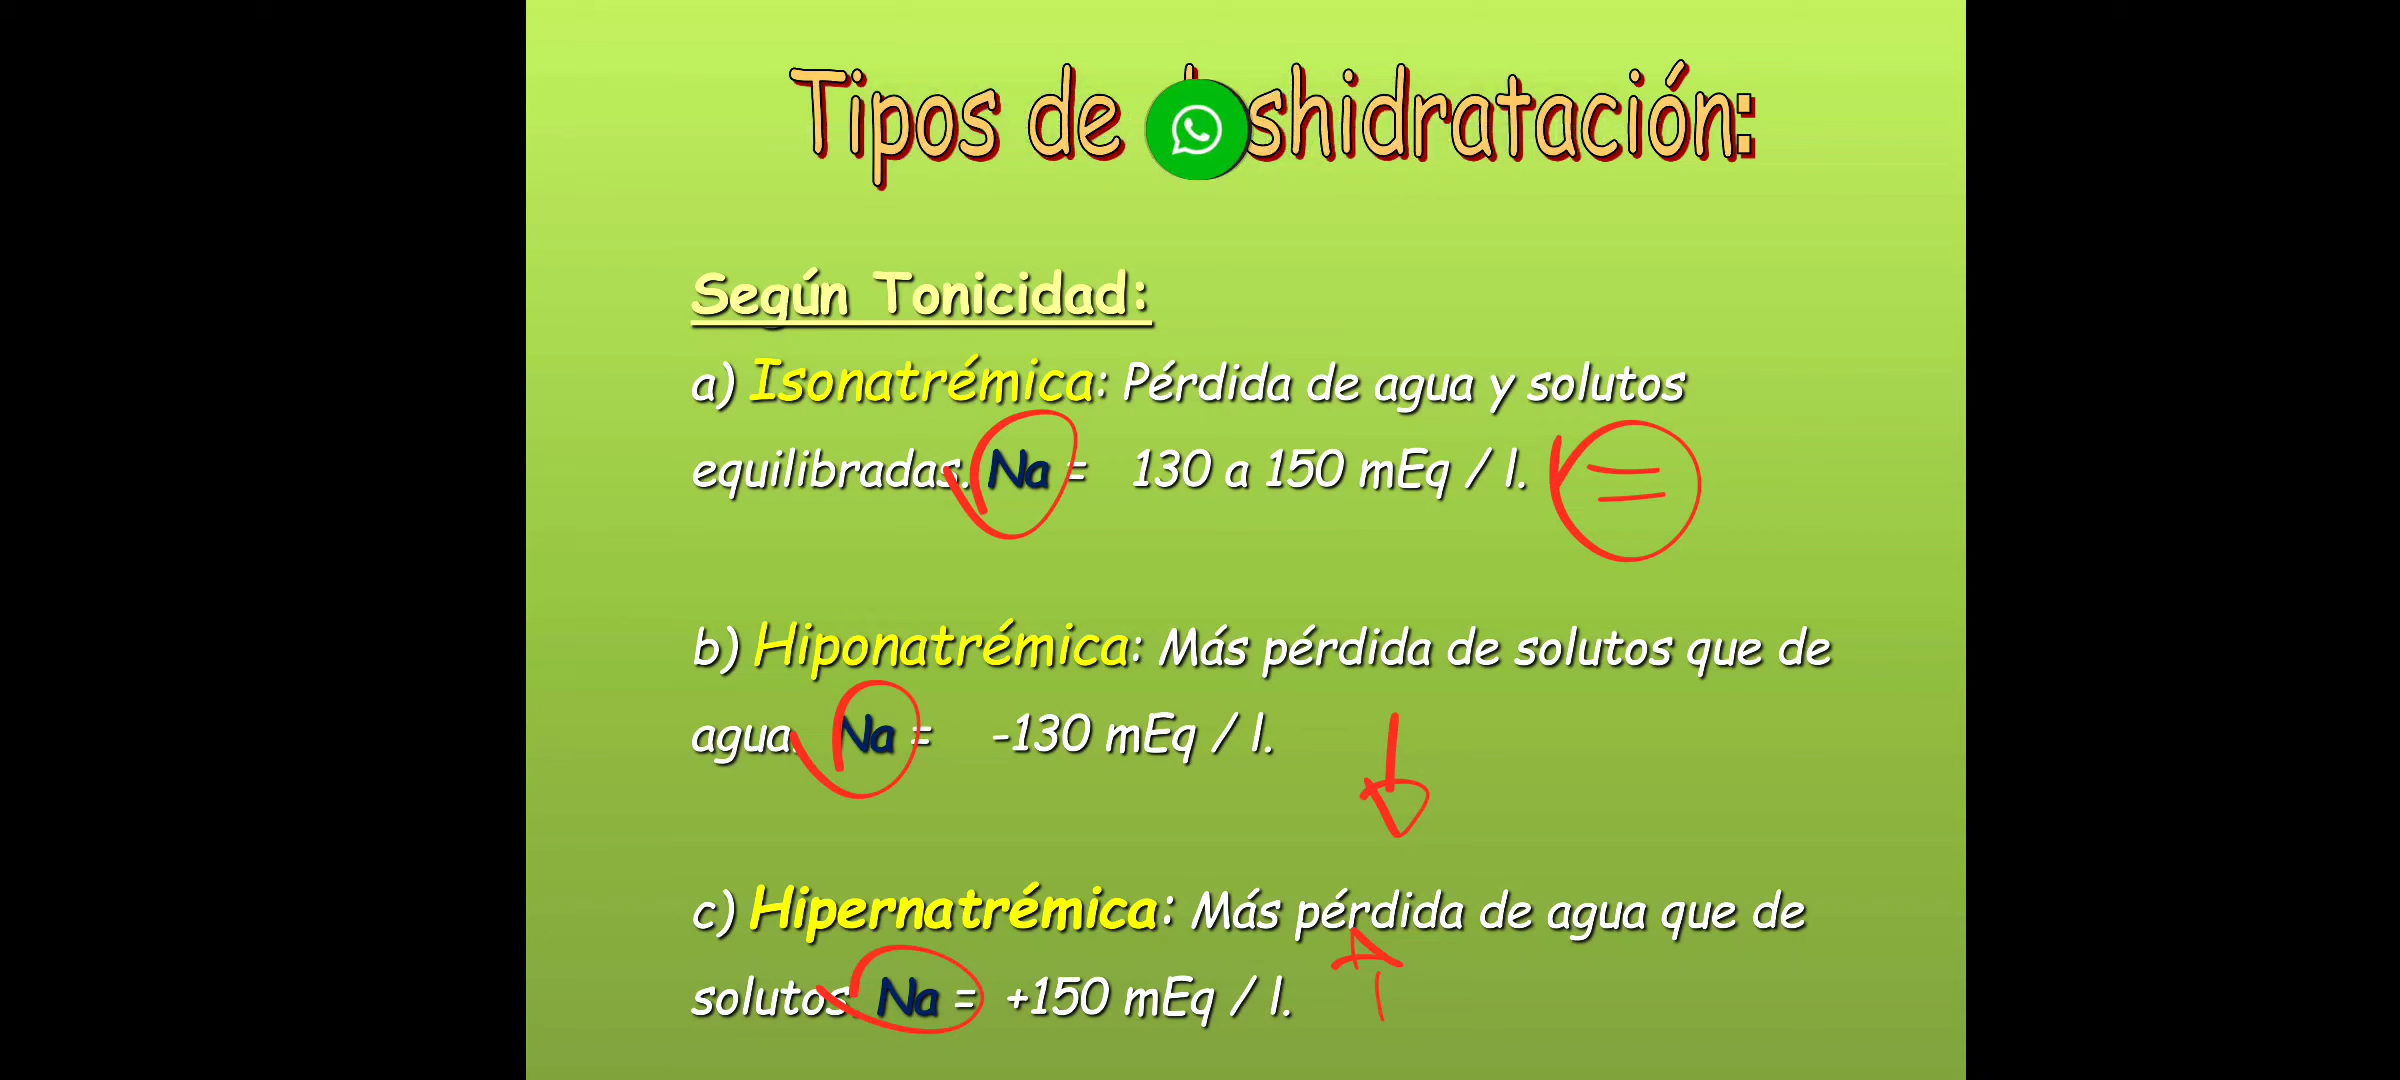 Tipos de shidratación:
Según Tonicidad:
a) Isonatrémica: Pérdida de agua y solutos
equilibradas. Na = 130 a 150 mEq / l. =
b) Hiponatrémica: Más pérdida de solutos que de
agua. Na = -130 mEq / l.
c) Hipernatrémica: Más pérdida de agua que de
solutos. Na = +150 mEq / l.